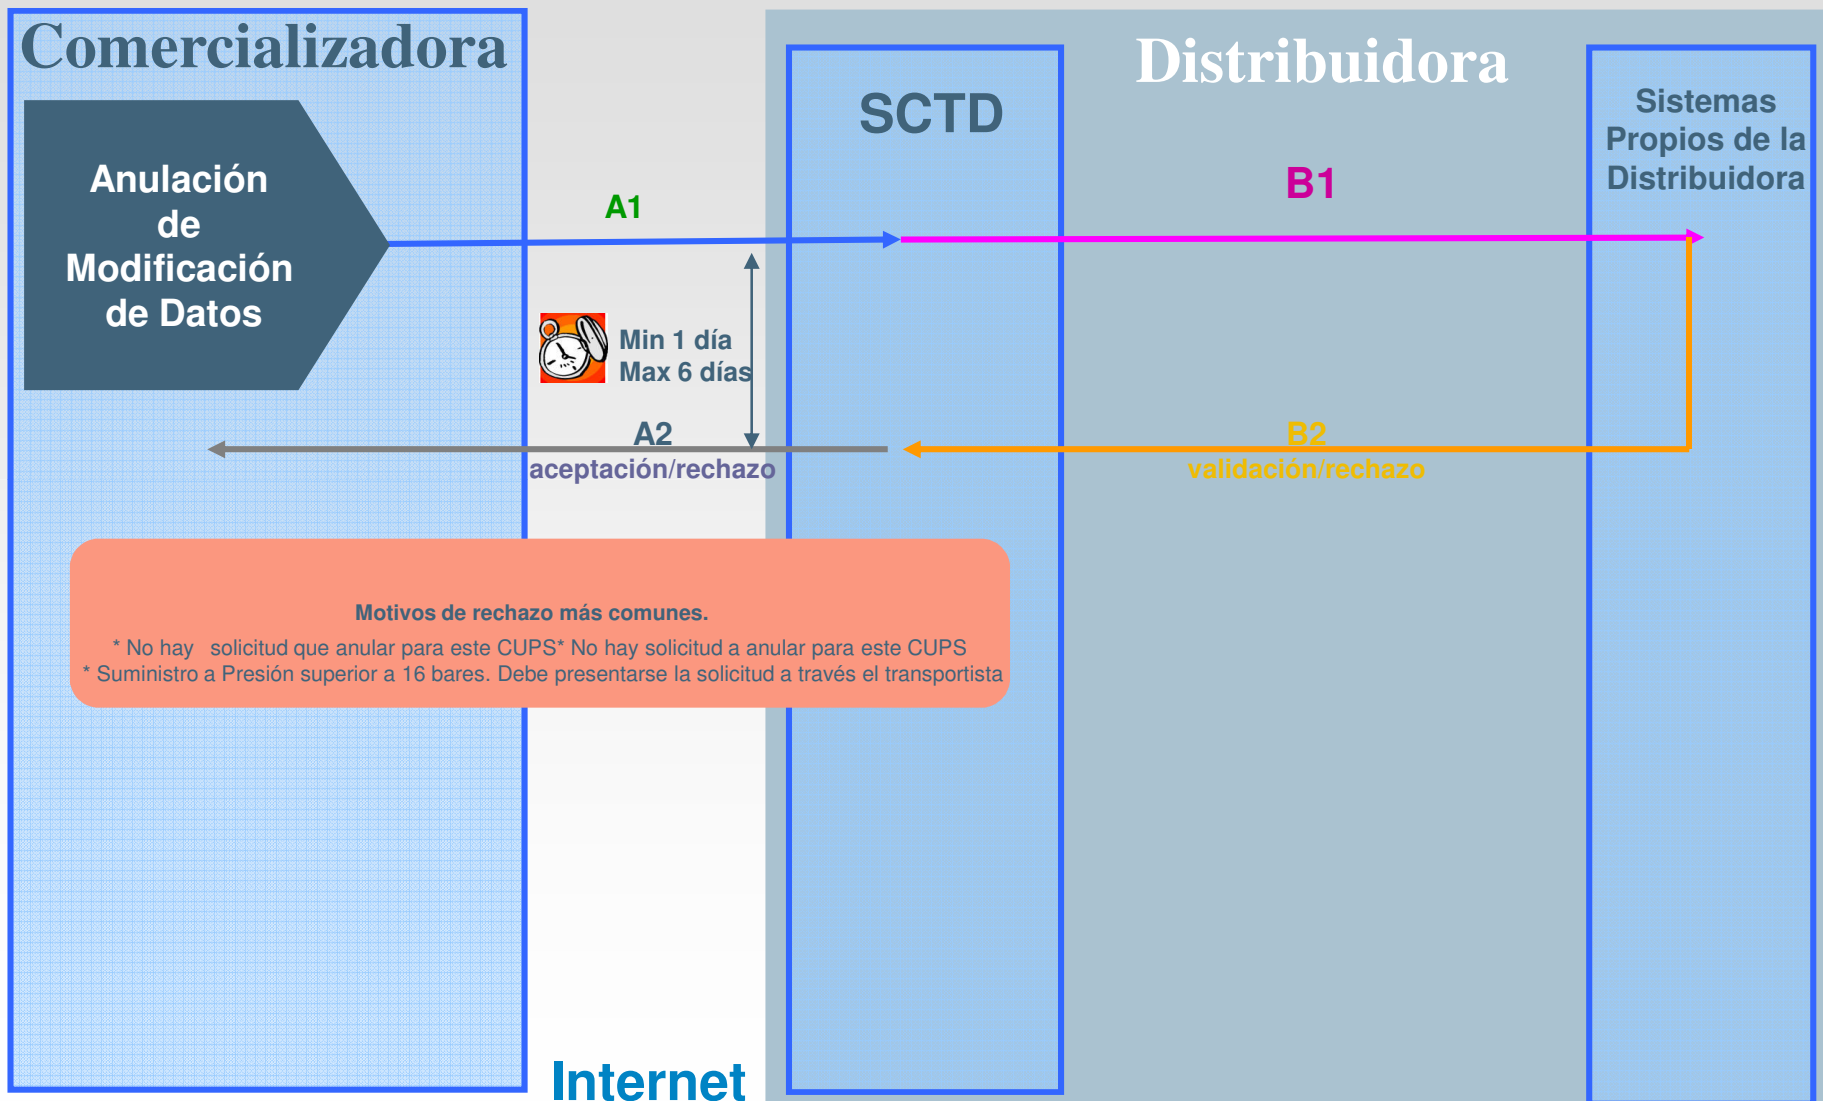 Comercializadora
Distribuidora
SCTD
Sistemas
Propios de la
Distribuidora
Anulación
de
Modificación
de Datos
A1
B1
Min 1 día
Max 6 días
A2
aceptación/rechazo
B2
validación/rechazo
Motivos de rechazo más comunes.
* No hay solicitud que anular para este CUPS* No hay solicitud a anular para este CUPS
* Suministro a Presión superior a 16 bares. Debe presentarse la solicitud a través el transportista
Internet